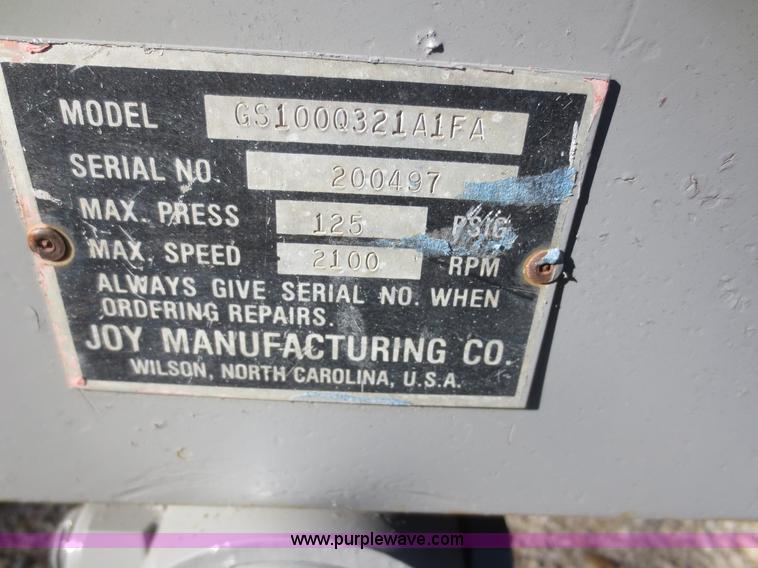 MODEL GS100Q321A1FA
SERIAL NO. 200497
MAX. PRESS 125 PSIG
MAX. SPEED 2100 RPM
ALWAYS GIVE SERIAL NO. WHEN
ORDERING REPAIRS.
JOY MANUFACTURING CO.
WILSON, NORTH CAROLINA, U.S.A.
www.purplewave.com